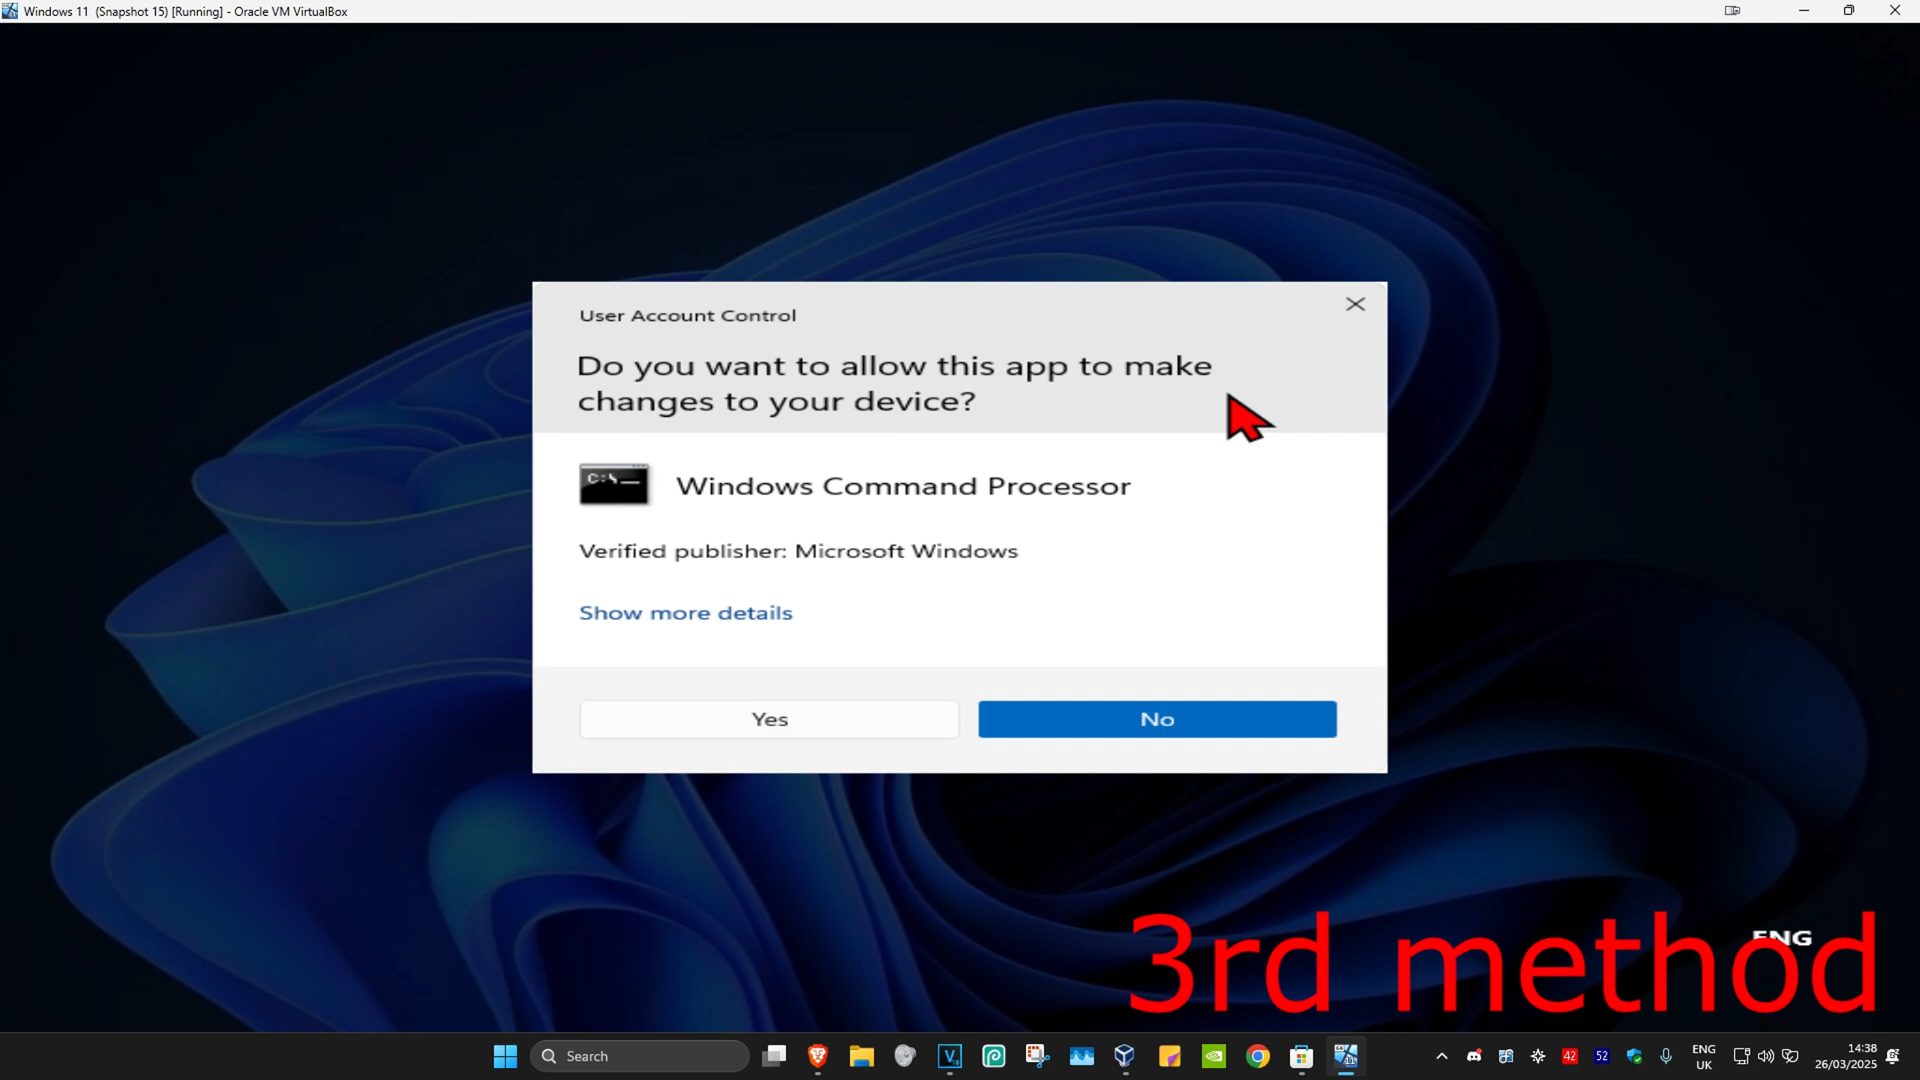 Windows 11 (Snapshot 15) [Running] - Oracle VM VirtualBox
User Account Control
Do you want to allow this app to make
changes to your device?
C:\_
Windows Command Processor
Verified publisher: Microsoft Windows
Show more details
Yes
No
ENG
3rd method
Search
V
42
52
ENG
UK
14:38
26/03/2025